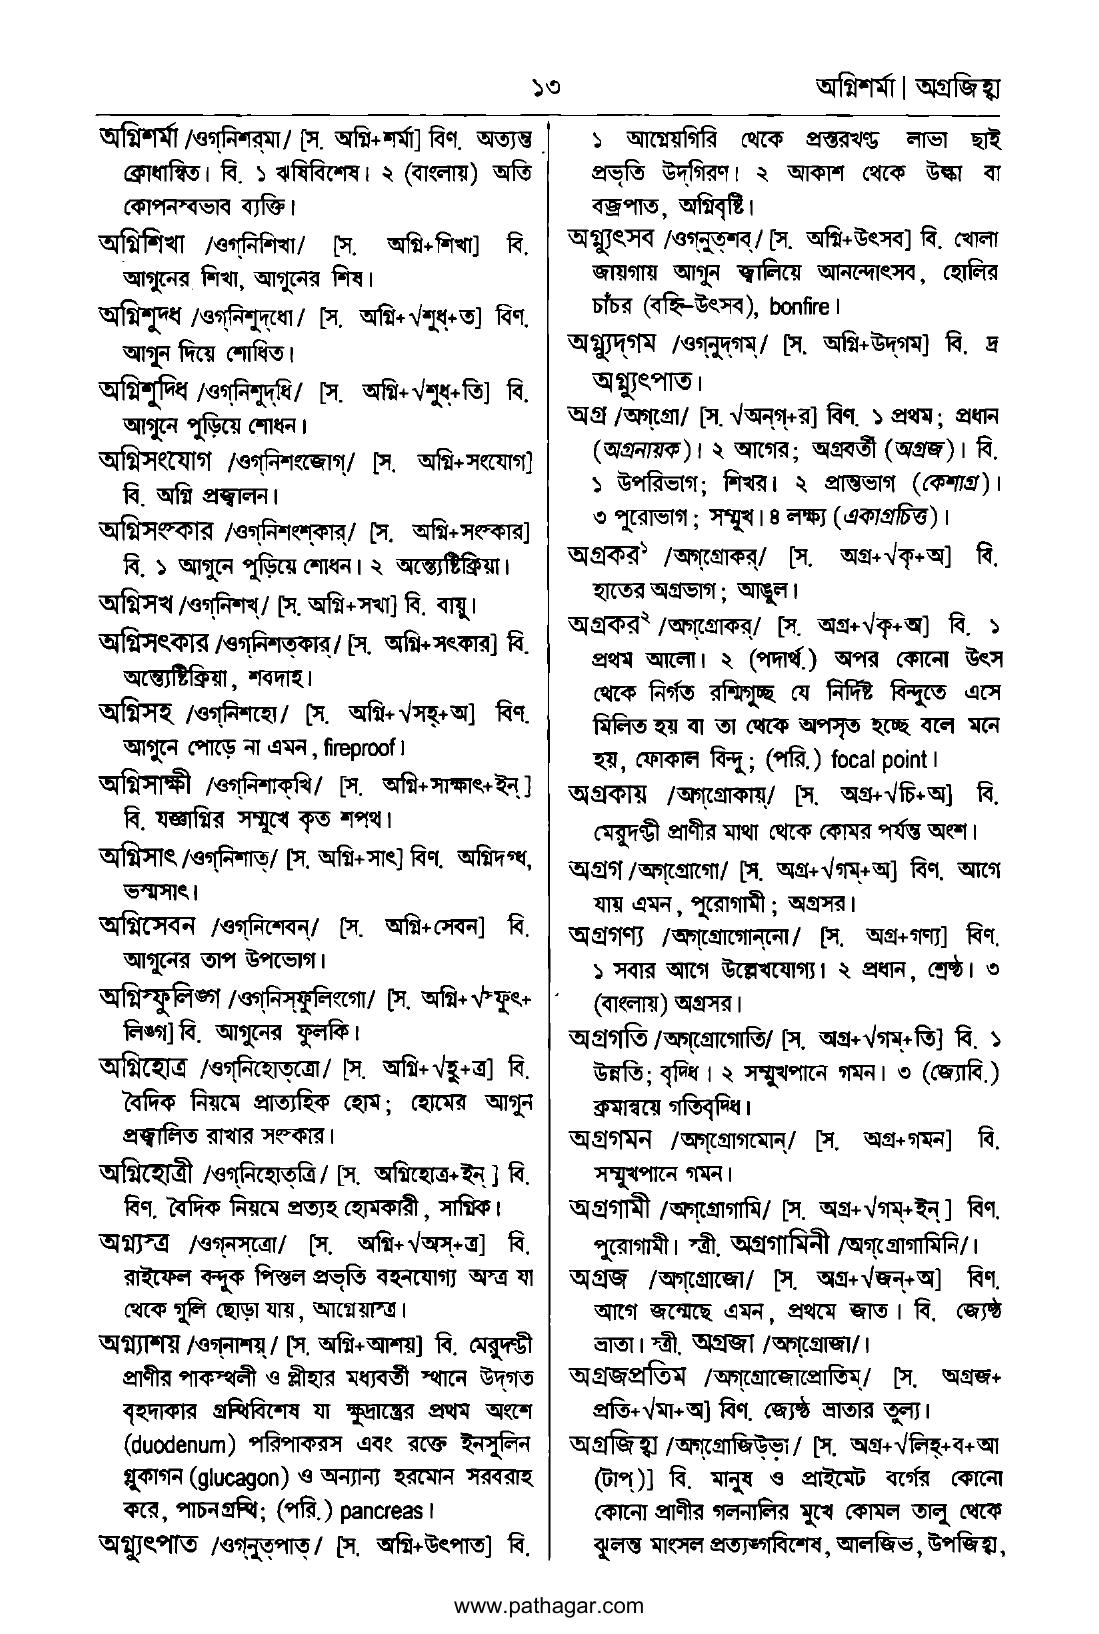 ১৩
অগ্নিশর্মা | অগ্রজিহ্বা
অগ্নিশর্মা /ওগ্‌নিশর্‌মা/ [স. অগ্নি+শর্মা] বিণ. অত্যন্ত
ক্রোধান্বিত। বি. ১ ঋষিবিশেষ। ২ (বাংলায়) অতি
কোপনস্বভাব ব্যক্তি।
অগ্নিশিখা /ওগ্‌নিশিখা/ [স. অগ্নি+শিখা] বি.
আগুনের শিখা, আগুনের শিষ।
অগ্নিশুদ্ধ /ওগ্‌নিশুদ্‌ধো/ [স. অগ্নি+√শুধ্‌+ত] বিণ.
আগুন দিয়ে শোধিত।
অগ্নিশুদ্ধি /ওগ্‌নিশুদ্‌ধি/ [স. অগ্নি+√শুধ্‌+তি] বি.
আগুনে পুড়িয়ে শোধন।
অগ্নিসংযোগ /ওগ্‌নিশংজোগ্‌/ [স. অগ্নি+সংযোগ]
বি. অগ্নি প্রজ্বালন।
অগ্নিসংস্কার /ওগ্‌নিশংশ্‌কার্‌/ [স. অগ্নি+সংস্কার]
বি. ১ আগুনে পুড়িয়ে শোধন। ২ অন্ত্যেষ্টিক্রিয়া।
অগ্নিসখ /ওগ্‌নিশখ্‌/ [স. অগ্নি+সখা] বি. বায়ু।
অগ্নিসৎকার /ওগ্‌নিশত্‌কার্‌/ [স. অগ্নি+সৎকার] বি.
অন্ত্যেষ্টিক্রিয়া, শবদাহ।
অগ্নিসহ /ওগ্‌নিশহো/ [স. অগ্নি+√সহ্‌+অ] বিণ.
আগুনে পোড়ে না এমন, fireproof।
অগ্নিসাক্ষী /ওগ্‌নিশাক্‌খি/ [স. অগ্নি+সাক্ষাৎ+ইন্‌]
বি. যজ্ঞাগ্নির সম্মুখে কৃত শপথ।
অগ্নিসাৎ /ওগ্‌নিশাত্‌/ [স. অগ্নি+সাৎ] বিণ. অগ্নিদগ্ধ,
ভস্মসাৎ।
অগ্নিসেবন /ওগ্‌নিশেবন্‌/ [স. অগ্নি+সেবন] বি.
আগুনের তাপ উপভোগ।
অগ্নিস্ফুলিঙ্গ /ওগ্‌নিস্‌ফুলিংগো/ [স. অগ্নি+√স্ফুৎ+
লিঙ্গ] বি. আগুনের ফুলকি।
অগ্নিহোত্র /ওগ্‌নিহোত্‌ত্রো/ [স. অগ্নি+√হু+ত্র] বি.
বৈদিক নিয়মে প্রাত্যহিক হোম; হোমের আগুন
প্রজ্বালিত রাখার সংস্কার।
অগ্নিহোত্রী /ওগ্‌নিহোত্‌ত্রি/ [স. অগ্নিহোত্র+ইন্‌] বি.
বিণ. বৈদিক নিয়মে প্রত্যহ হোমকারী, সাগ্নিক।
অগ্ন্যস্ত্র /ওগ্‌নস্‌ত্রো/ [স. অগ্নি+√অস্‌+ত্র] বি.
রাইফেল বন্দুক পিস্তল প্রভৃতি বহনযোগ্য অস্ত্র যা
থেকে গুলি ছোড়া যায়, আগ্নেয়াস্ত্র।
অগ্ন্যাশয় /ওগ্‌নাশয়্‌/ [স. অগ্নি+আশয়] বি. মেরুদণ্ডী
প্রাণীর পাকস্থলী ও প্লীহার মধ্যবর্তী স্থানে উদ্‌গত
বৃহদাকার গ্রন্থিবিশেষ যা ক্ষুদ্রান্ত্রের প্রথম অংশে
(duodenum) পরিপাকরস এবং রক্তে ইনসুলিন
গ্লুকাগন (glucagon) ও অন্যান্য হরমোন সরবরাহ
করে, পাচনগ্রন্থি; (পরি.) pancreas।
অগ্ন্যুৎপাত /ওগ্‌নুত্‌পাত্‌/ [স. অগ্নি+উৎপাত] বি.
১ আগ্নেয়গিরি থেকে প্রস্তরখণ্ড লাভা ছাই
প্রভৃতি উদ্‌গিরণ। ২ আকাশ থেকে উল্কা বা
বজ্রপাত, অগ্নিবৃষ্টি।
অগ্ন্যুৎসব /ওগ্‌নুত্‌শব্‌/ [স. অগ্নি+উৎসব] বি. খোলা
জায়গায় আগুন জ্বালিয়ে আনন্দোৎসব, হোলির
চাঁচর (বহ্নি-উৎসব), bonfire।
অগ্ন্যুদ্‌গম /ওগ্‌নুদ্‌গম্‌/ [স. অগ্নি+উদ্‌গম] বি. দ্র
অগ্ন্যুৎপাত।
অগ্র /অগ্‌গ্রো/ [স. √অন্‌গ্‌+র] বিণ. ১ প্রথম; প্রধান
(অগ্রনায়ক)। ২ আগের; অগ্রবর্তী (অগ্রজ)। বি.
১ উপরিভাগ; শিখর। ২ প্রান্তভাগ (কেশাগ্র)।
৩ পুরোভাগ; সম্মুখ। ৪ লক্ষ্য (একাগ্রচিত্ত)।
অগ্রকর১ /অগ্‌গ্রোকর্‌/ [স. অগ্র+√কৃ+অ] বি.
হাতের অগ্রভাগ; আঙুল।
অগ্রকর২ /অগ্‌গ্রোকর্‌/ [স. অগ্র+√কৃ+অ] বি. ১
প্রথম আলো। ২ (পদার্থ.) অপর কোনো উৎস
থেকে নির্গত রশ্মিগুচ্ছ যে নির্দিষ্ট বিন্দুতে এসে
মিলিত হয় বা তা থেকে অপসৃত হচ্ছে বলে মনে
হয়, ফোকাল বিন্দু; (পরি.) focal point।
অগ্রকায় /অগ্‌গ্রোকায়্‌/ [স. অগ্র+√চি+অ] বি.
মেরুদণ্ডী প্রাণীর মাথা থেকে কোমর পর্যন্ত অংশ।
অগ্রগ /অগ্‌গ্রোগো/ [স. অগ্র+√গম্‌+অ] বিণ. আগে
যায় এমন, পুরোগামী; অগ্রসর।
অগ্রগণ্য /অগ্‌গ্রোগোন্‌নো/ [স. অগ্র+গণ্য] বিণ.
১ সবার আগে উল্লেখযোগ্য। ২ প্রধান, শ্রেষ্ঠ। ৩
(বাংলায়) অগ্রসর।
অগ্রগতি /অগ্‌গ্রোগোতি/ [স. অগ্র+√গম্‌+তি] বি. ১
উন্নতি; বৃদ্ধি। ২ সম্মুখপানে গমন। ৩ (জ্যোবি.)
ক্রমান্বয়ে গতিবৃদ্ধি।
অগ্রগমন /অগ্‌গ্রোগমোন্‌/ [স. অগ্র+গমন] বি.
সম্মুখপানে গমন।
অগ্রগামী /অগ্‌গ্রোগামি/ [স. অগ্র+√গম্‌+ইন্‌] বিণ.
পুরোগামী। স্ত্রী. অগ্রগামিনী /অগ্‌গ্রোগামিনি/।
অগ্রজ /অগ্‌গ্রোজো/ [স. অগ্র+√জন্‌+অ] বিণ.
আগে জন্মেছে এমন, প্রথমে জাত। বি. জ্যেষ্ঠ
ভ্রাতা। স্ত্রী. অগ্রজা /অগ্‌গ্রোজা/।
অগ্রজপ্রতিম /অগ্‌গ্রোজোপ্রোতিম্‌/ [স. অগ্রজ+
প্রতি+√মা+অ] বিণ. জ্যেষ্ঠ ভ্রাতার তুল্য।
অগ্রজিহ্বা /অগ্‌গ্রোজিউ্‌ভা/ [স. অগ্র+√লিহ্‌+ব+আ
(টাপ্‌)] বি. মানুষ ও প্রাইমেট বর্গের কোনো
কোনো প্রাণীর গলনালির মুখে কোমল তালু থেকে
ঝুলন্ত মাংসল প্রত্যঙ্গবিশেষ, আলজিভ, উপজিহ্বা,
www.pathagar.com